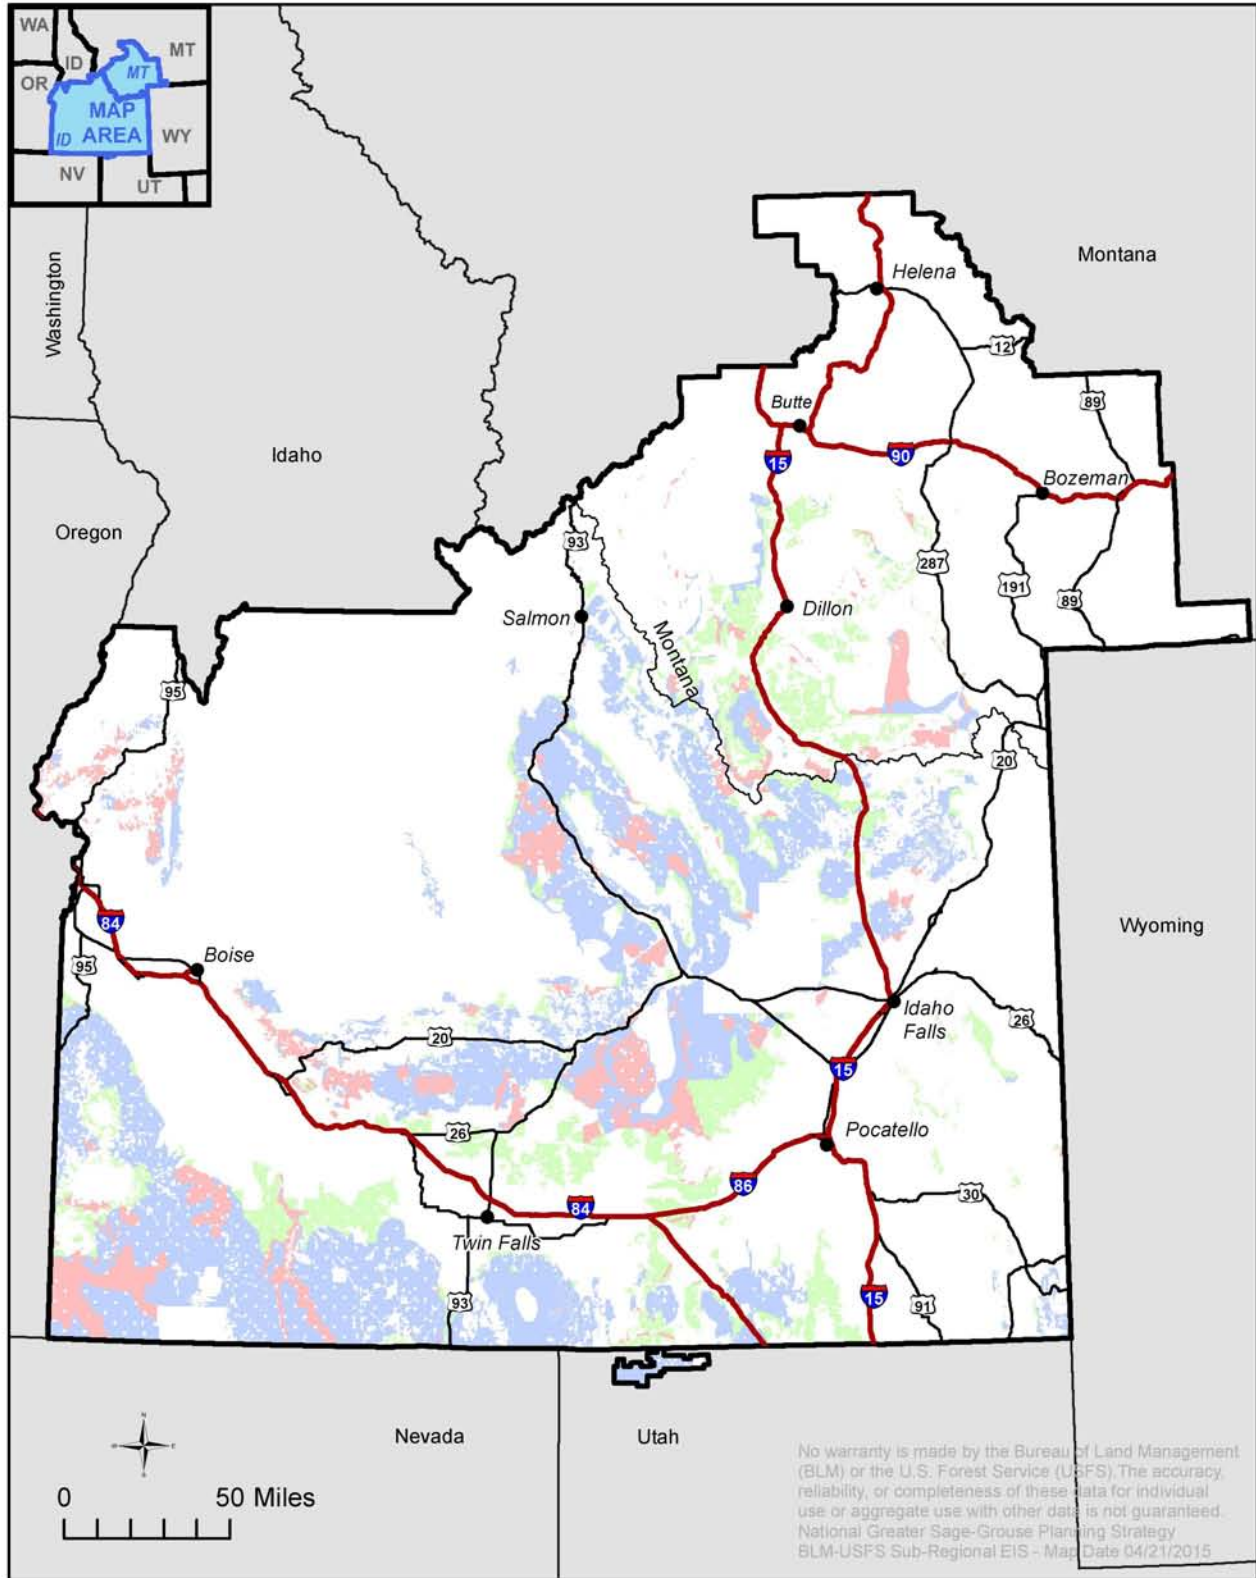 WA
ID
MT
OR
MT
MAP
AREA
ID
WY
NV
UT
Washington
Montana
Helena
12
Butte
89
Idaho
15
90
Bozeman
Oregon
93
287
191
89
Salmon
Dillon
Montana
95
20
84
Wyoming
95
Boise
Idaho
Falls
26
20
15
26
Pocatello
86
30
84
Twin Falls
93
15
91
Nevada
Utah
N
W
E
S
0
50 Miles
No warranty is made by the Bureau of Land Management
(BLM) or the U.S. Forest Service (USFS). The accuracy,
reliability, or completeness of these data for individual
use or aggregate use with other data is not guaranteed.
National Greater Sage-Grouse Planning Strategy
BLM-USFS Sub-Regional EIS - Map Date 04/21/2015